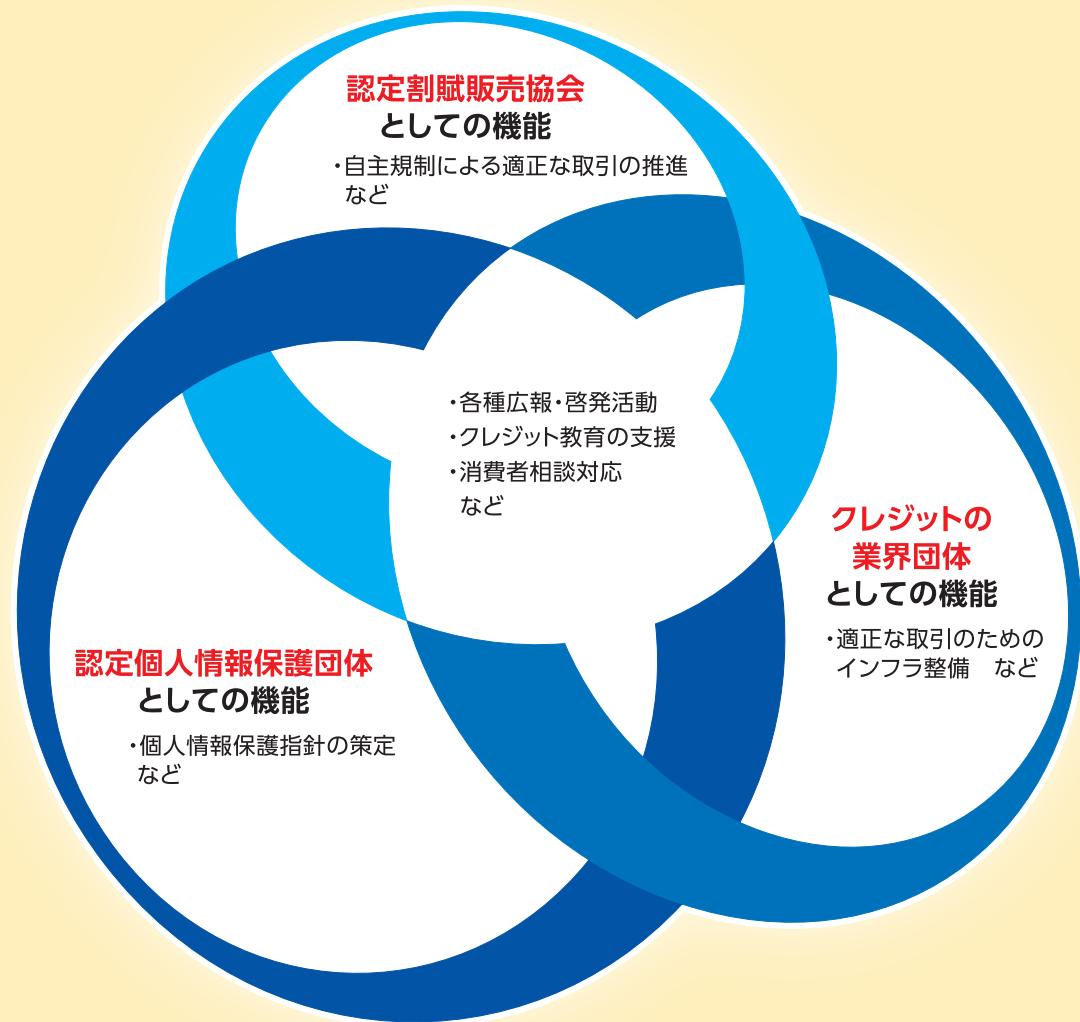 認定割賦販売協会
としての機能
・自主規制による適正な取引の推進
など
・各種広報・啓発活動
・クレジット教育の支援
・消費者相談対応
など
クレジットの
業界団体
としての機能
・適正な取引のための
インフラ整備　など
認定個人情報保護団体
としての機能
・個人情報保護指針の策定
など